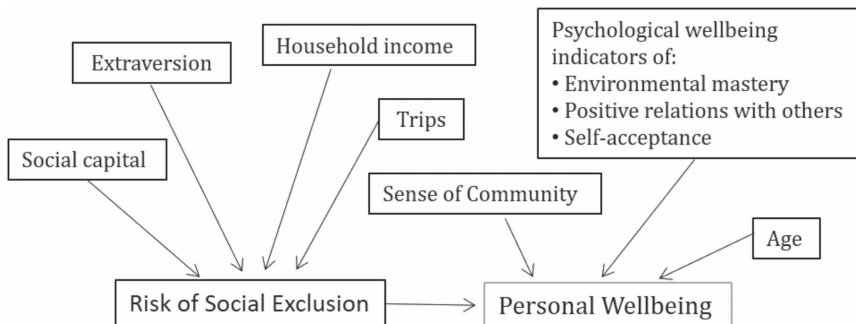 Household income
Psychological wellbeing
indicators of:
• Environmental mastery
• Positive relations with others
• Self-acceptance
Extraversion
Trips
Social capital
Sense of Community
Age
Risk of Social Exclusion
Personal Wellbeing